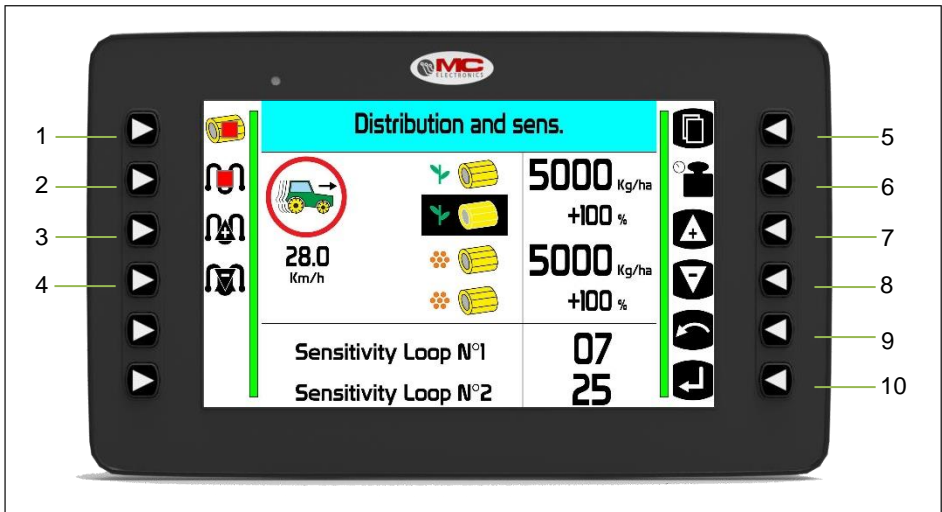 MC
ELECTRONICS
Distribution and sens.
5000 Kg/ha
+100 %
28.0
Km/h
5000 Kg/ha
+100 %
Sensitivity Loop N°1 07
Sensitivity Loop N°2 25
1
2
3
4
5
6
7
8
9
10